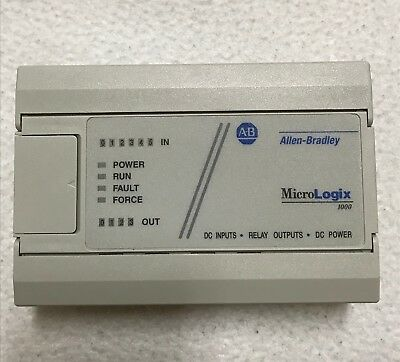 0 1 2 3 4 5 IN
AB
Allen-Bradley
POWER
RUN
FAULT
FORCE
MicroLogix
1000
0 1 2 3 OUT
DC INPUTS • RELAY OUTPUTS • DC POWER